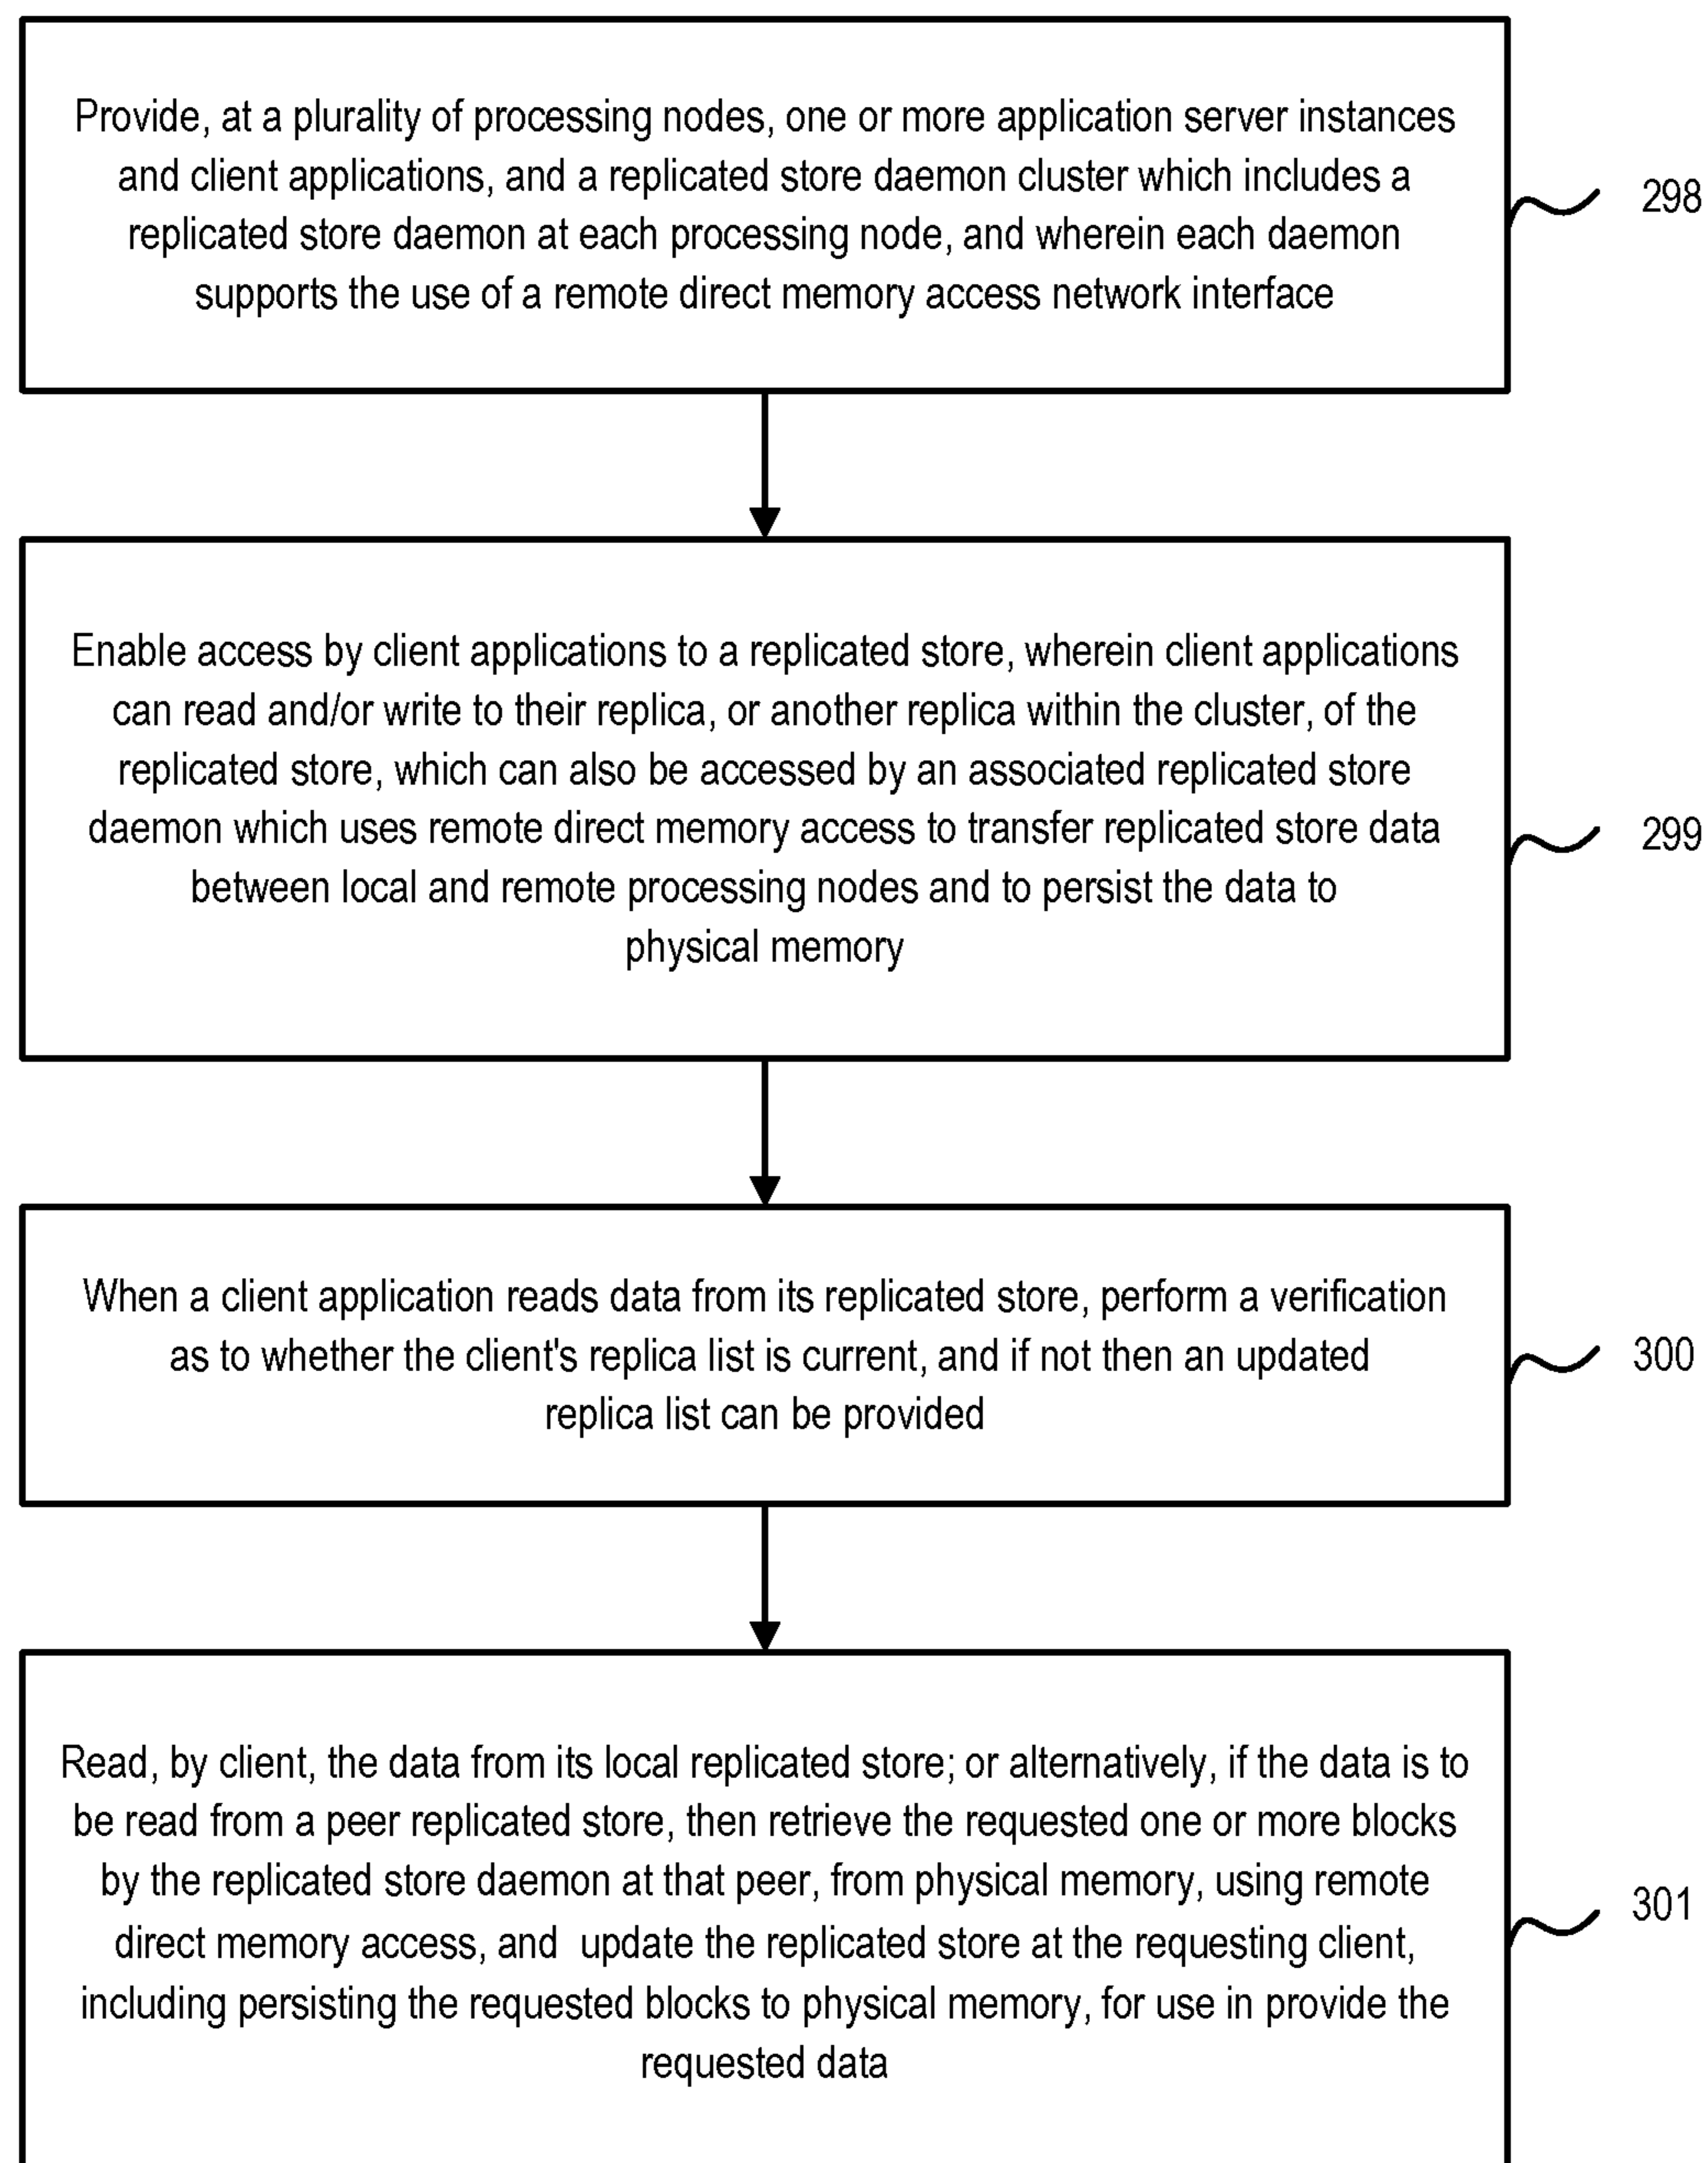 Provide, at a plurality of processing nodes, one or more application server instances
and client applications, and a replicated store daemon cluster which includes a
replicated store daemon at each processing node, and wherein each daemon
supports the use of a remote direct memory access network interface
298
Enable access by client applications to a replicated store, wherein client applications
can read and/or write to their replica, or another replica within the cluster, of the
replicated store, which can also be accessed by an associated replicated store
daemon which uses remote direct memory access to transfer replicated store data
between local and remote processing nodes and to persist the data to
physical memory
299
When a client application reads data from its replicated store, perform a verification
as to whether the client's replica list is current, and if not then an updated
replica list can be provided
300
Read, by client, the data from its local replicated store; or alternatively, if the data is to
be read from a peer replicated store, then retrieve the requested one or more blocks
by the replicated store daemon at that peer, from physical memory, using remote
direct memory access, and update the replicated store at the requesting client,
including persisting the requested blocks to physical memory, for use in provide the
requested data
301